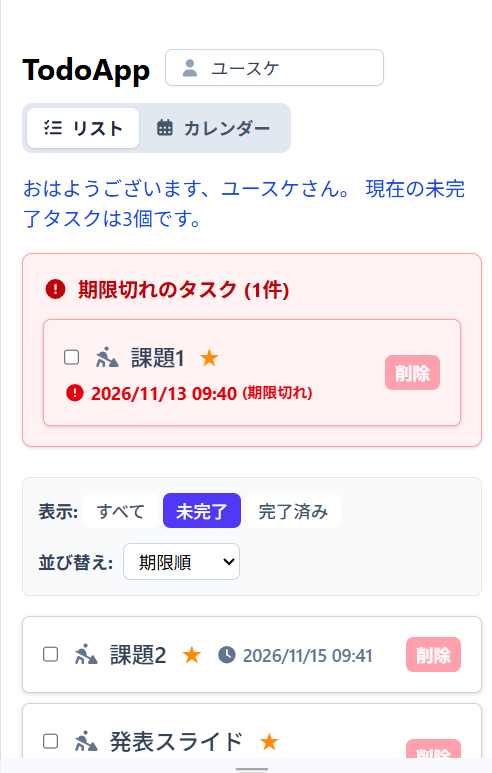 TodoApp ユースケ
リスト カレンダー
おはようございます、ユースケさん。 現在の未完
了タスクは3個です。
期限切れのタスク (1件)
課題1
削除
2026/11/13 09:40 (期限切れ)
表示: すべて 未完了 完了済み
並び替え: 期限順
課題2 2026/11/15 09:41 削除
発表スライド
削除